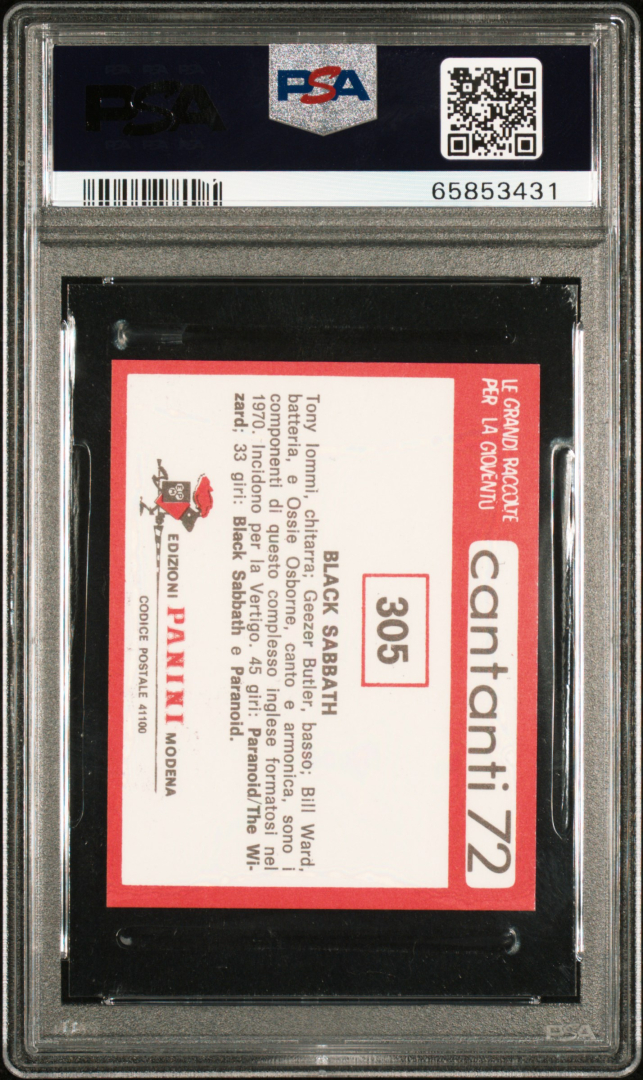 PSA
PSA
65853431
LE GRANDI RACCOLTE
PER LA GIOVENTU
cantanti 72
305
BLACK SABBATH
Tony Iommi, chitarra; Geezer Butler, basso; Bill Ward,
batteria, e Ossie Osborne, canto e armonica, sono i
componenti di questo complesso inglese formatosi nel
1970. Incidono per la Vertigo. 45 giri: Paranoid/The Wi-
zard; 33 giri: Black Sabbath e Paranoid.
EDIZIONI PANINI MODENA
CODICE POSTALE 41100
PSA